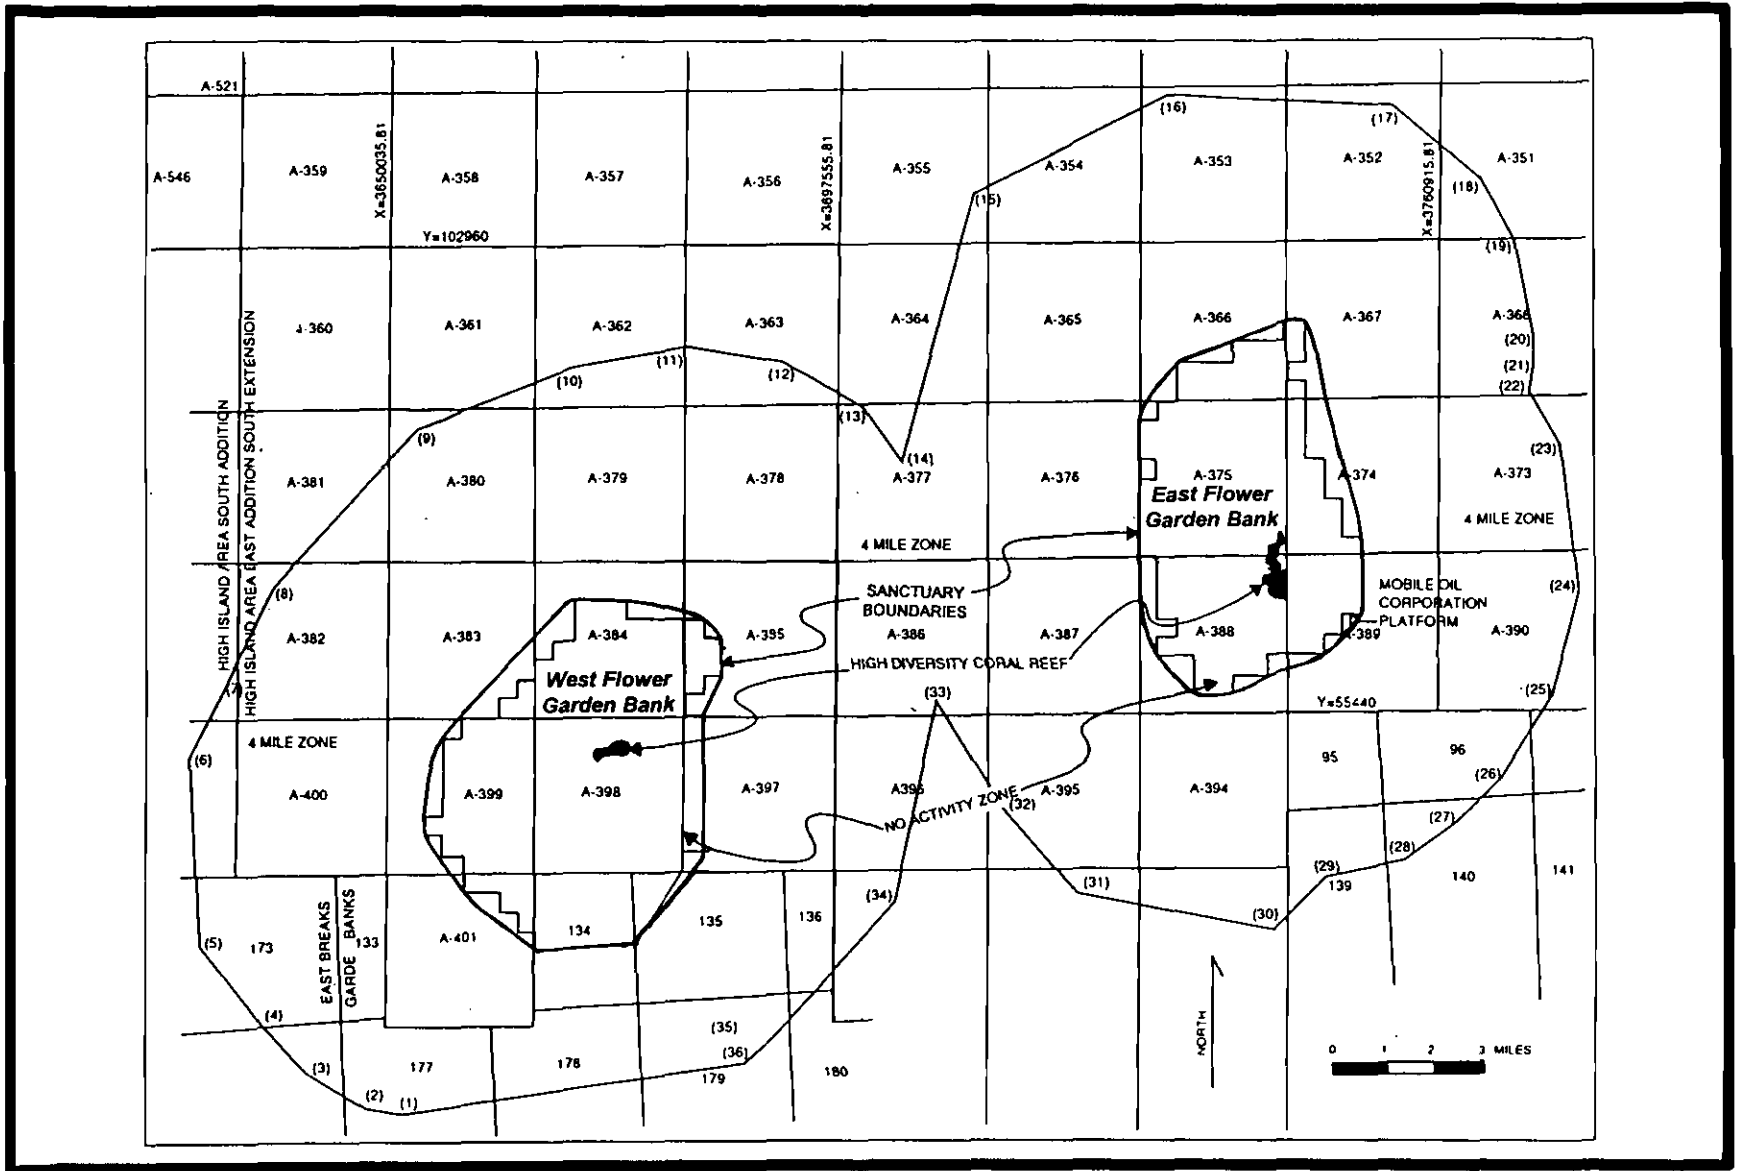 A-521
(16)
(17)
A-546
A-359
X=3650035.81
A-358
A-357
A-356
X=3697555.81
A-355
A-354
A-353
A-352
X=3760915.81
A-351
(18)
(15)
Y=102960
(19)
A-361
A-362
A-363
A-364
A-365
A-366
A-367
A-368
(20)
(21)
(22)
(11)
(12)
(10)
(13)
(9)
(14)
(23)
HIGH ISLAND AREA SOUTH ADDITION
HIGH ISLAND AREA EAST ADDITION SOUTH EXTENSION
A-381
A-380
A-379
A-378
A-377
A-376
A-375
A-374
A-373
East Flower
Garden Bank
4 MILE ZONE
4 MILE ZONE
(8)
SANCTUARY
BOUNDARIES
MOBILE OIL
CORPORATION
PLATFORM
(24)
A-382
A-383
A-384
A-386
A-387
A-388
A-389
A-390
HIGH DIVERSITY CORAL REEF
West Flower
Garden Bank
(7)
(33)
Y=55440
(25)
4 MILE ZONE
(6)
95
96
(26)
A-400
A-399
A-398
A-397
A396
NO ACTIVITY ZONE
(32)
A-395
A-394
(27)
(28)
(29)
139
140
141
(31)
(34)
(30)
(5)
173
EAST BREAKS
GARDE BANKS
133
A-401
134
135
136
(4)
(35)
(36)
(3)
177
178
179
180
(2)
(1)
NORTH
0 1 2 3 MILES